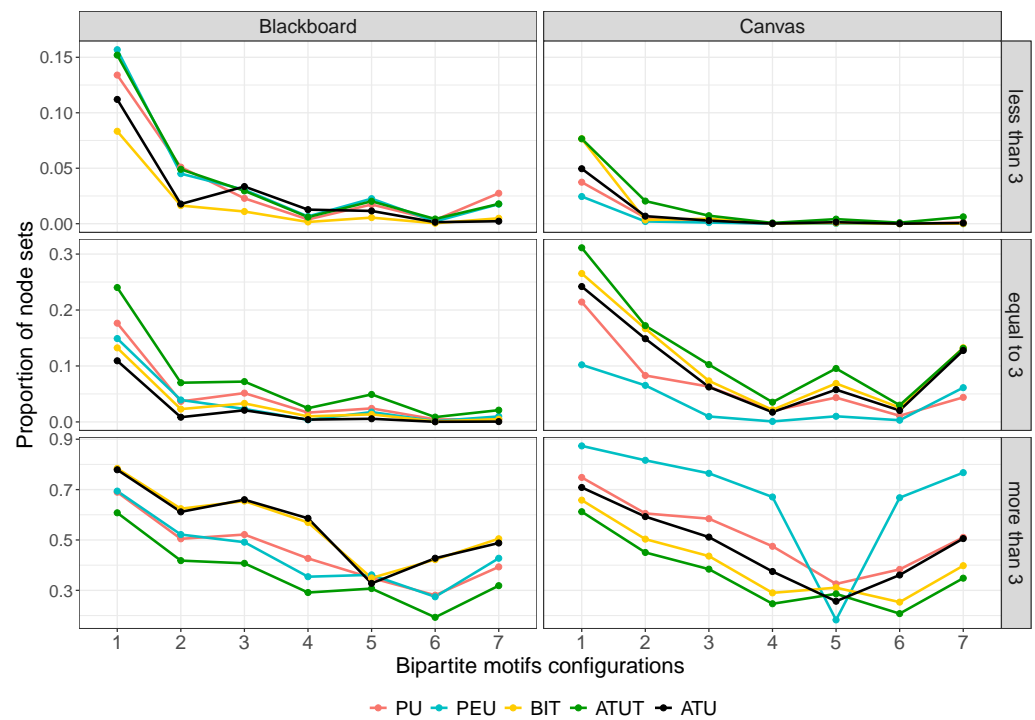 Blackboard Canvas
0.15
0.10
0.05
0.00
less than 3
0.3
0.2
0.1
0.0
equal to 3
0.9
0.7
0.5
0.3
more than 3
Proportion of node sets
1 2 3 4 5 6 7 1 2 3 4 5 6 7
Bipartite motifs configurations
PU PEU BIT ATUT ATU